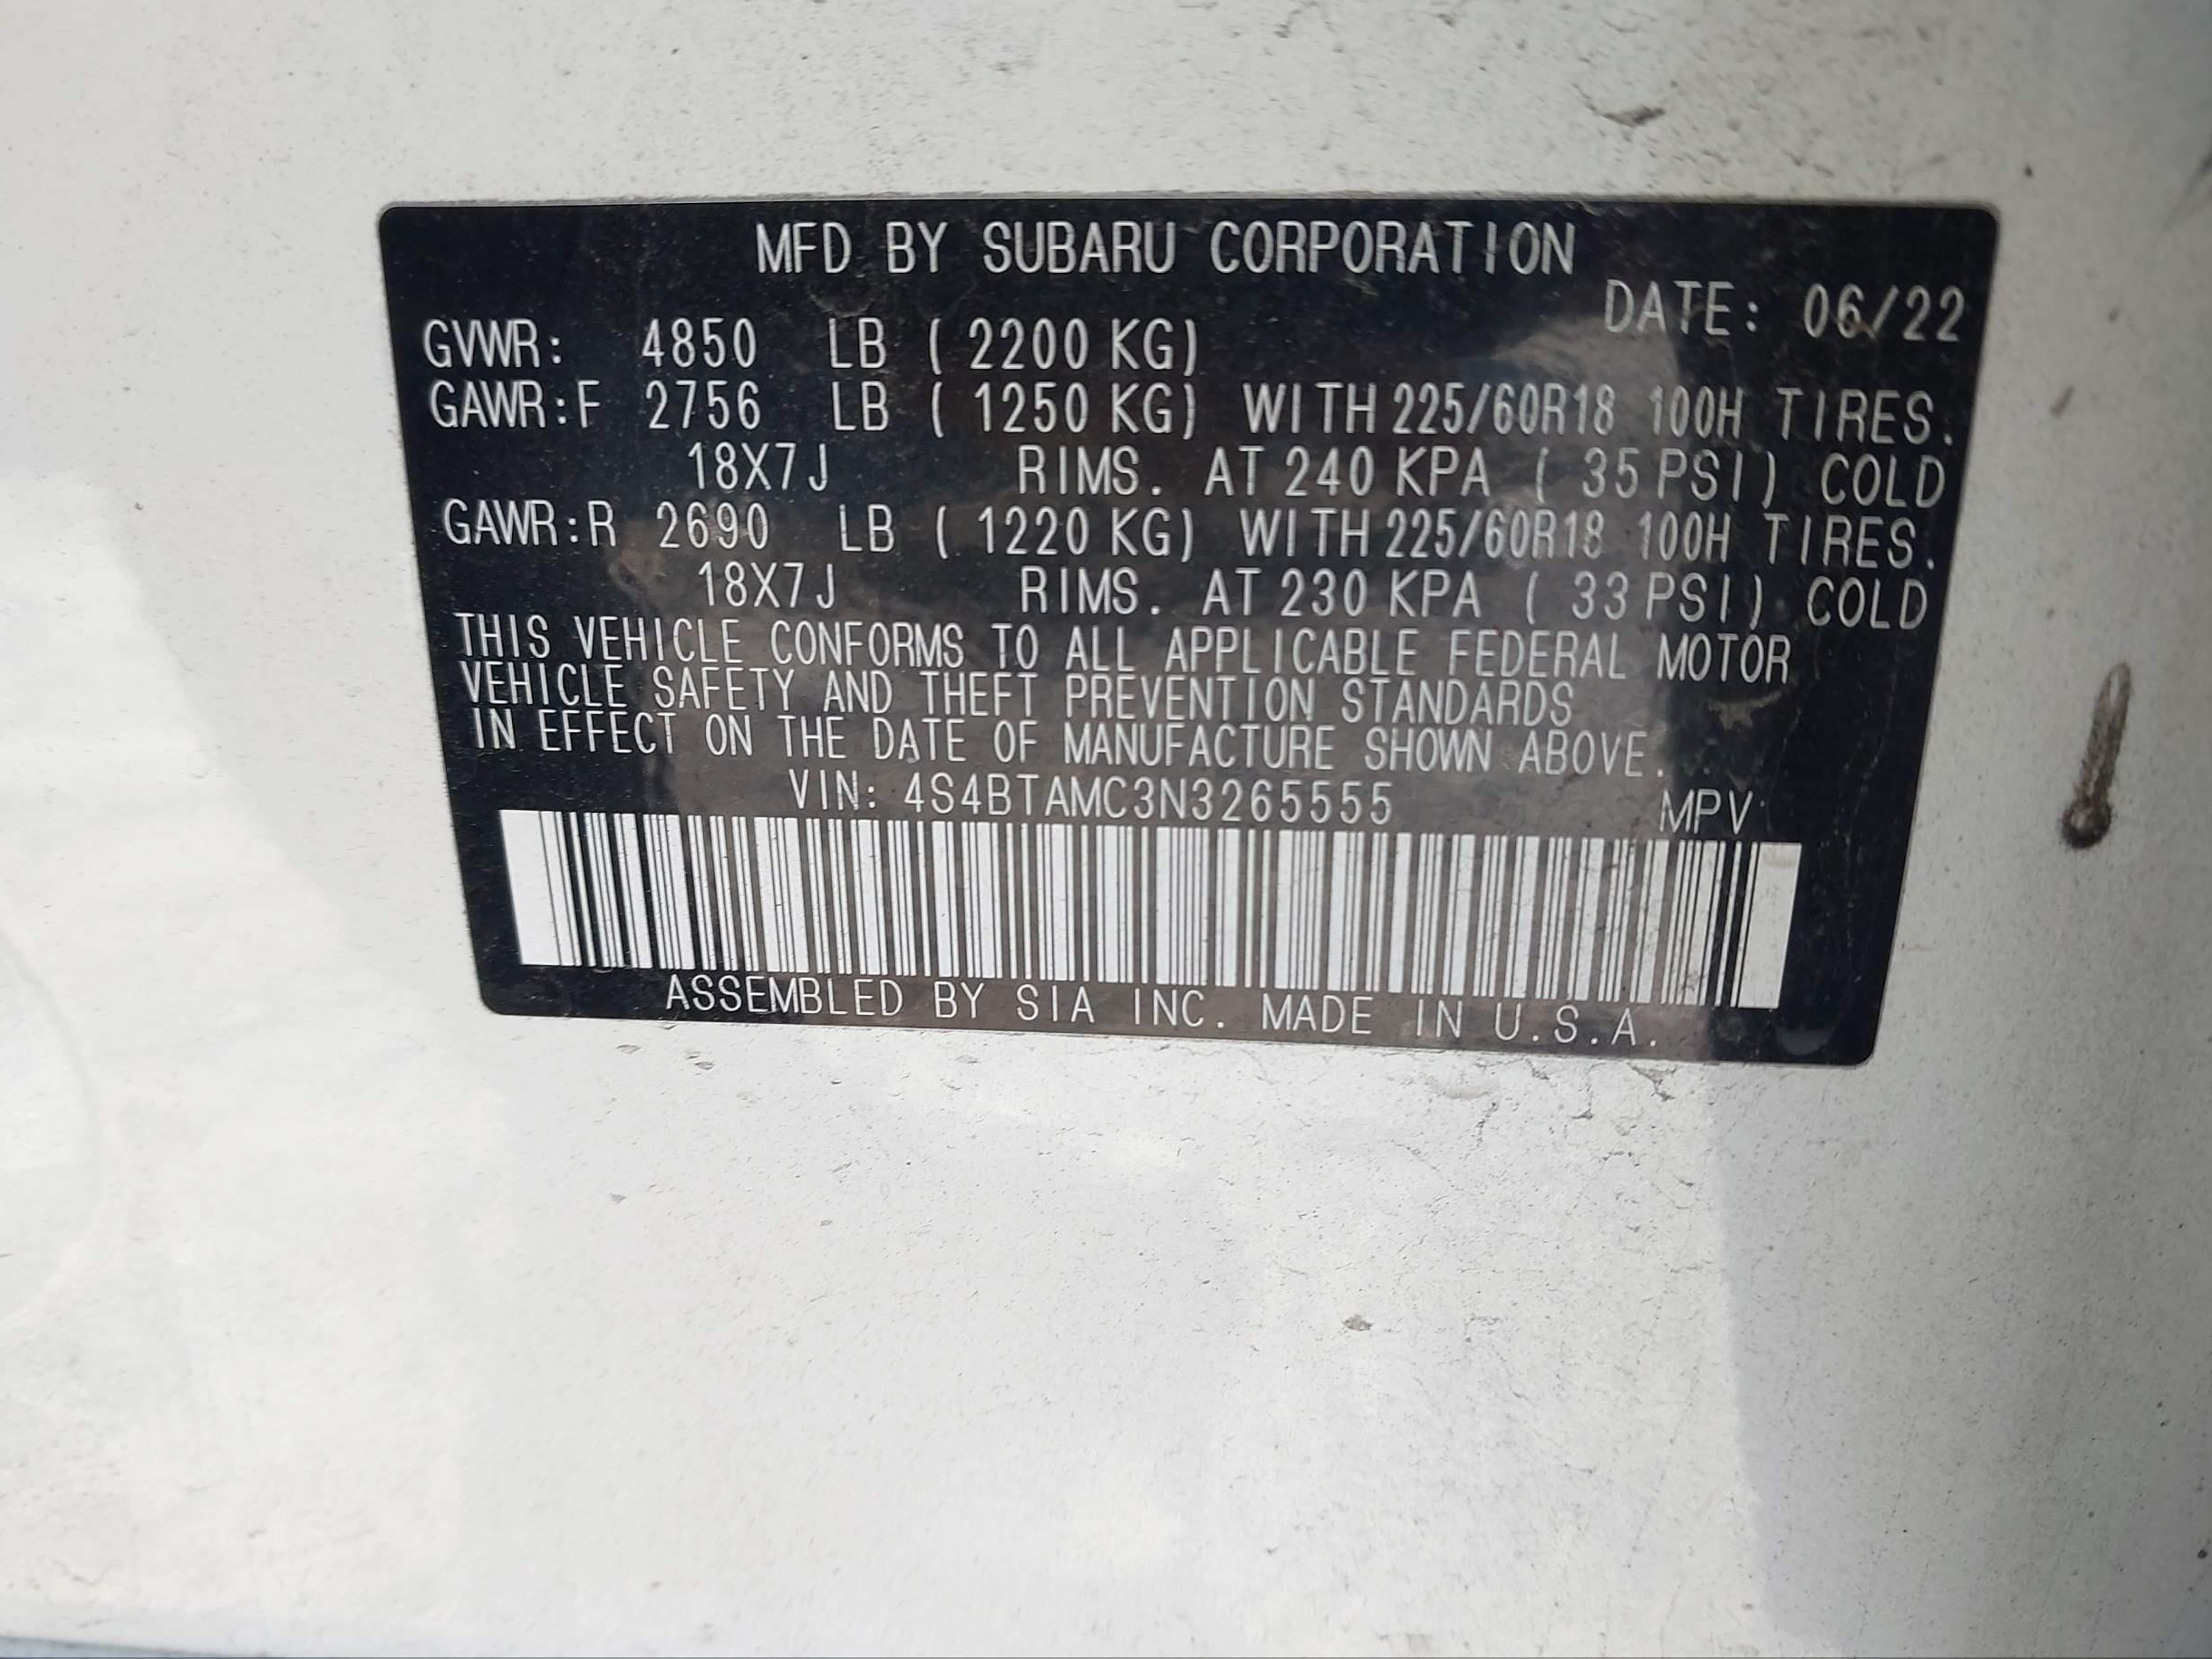 MFD BY SUBARU CORPORATION
DATE: 06/22
GVWR: 4850 LB ( 2200 KG)
GAWR:F 2756 LB ( 1250 KG) WITH 225/60R18 100H TIRES.
18X7J RIMS. AT 240 KPA ( 35 PSI) COLD
GAWR:R 2690 LB ( 1220 KG) WITH 225/60R18 100H TIRES.
18X7J RIMS. AT 230 KPA ( 33 PSI) COLD
THIS VEHICLE CONFORMS TO ALL APPLICABLE FEDERAL MOTOR
VEHICLE SAFETY AND THEFT PREVENTION STANDARDS
IN EFFECT ON THE DATE OF MANUFACTURE SHOWN ABOVE.
VIN: 4S4BTAMC3N3265555 MPV
ASSEMBLED BY SIA INC. MADE IN U.S.A.